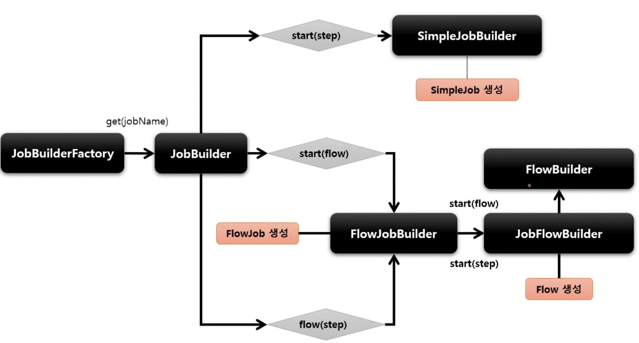 start(step)
SimpleJobBuilder
SimpleJob 생성
get(jobName)
JobBuilderFactory
JobBuilder
start(flow)
FlowBuilder
start(flow)
FlowJob 생성
FlowJobBuilder
JobFlowBuilder
start(step)
Flow 생성
flow(step)